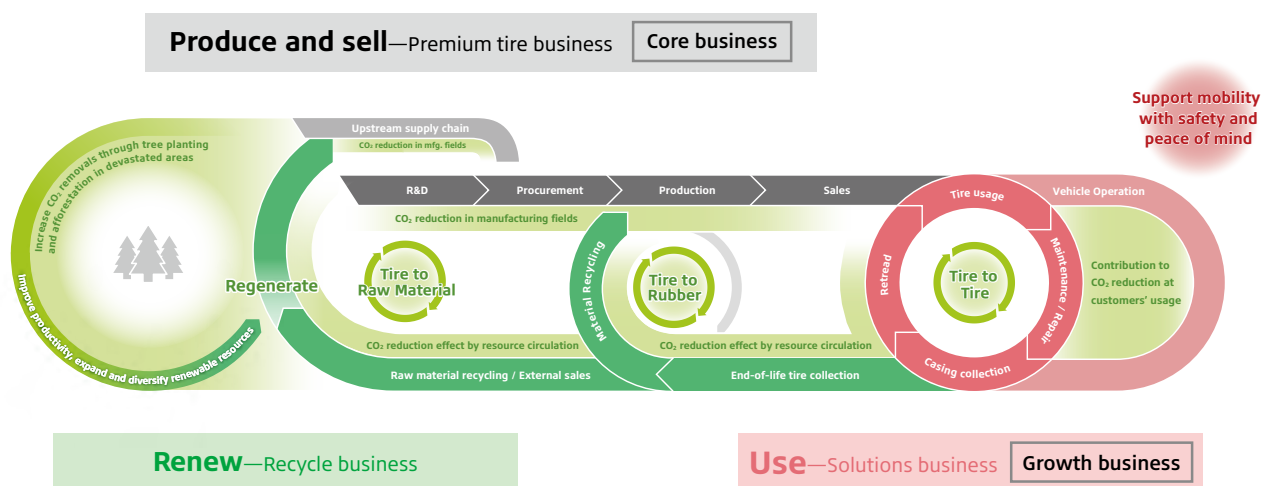 Produce and sell—Premium tire business
Core business
Support mobility
with safety and
peace of mind
Upstream supply chain
CO₂ reduction in mfg. fields
Increase CO₂ removals through tree planting
and afforestation in devastated areas
R&D
Procurement
Production
Sales
Tire usage
Vehicle Operation
CO₂ reduction in manufacturing fields
Regenerate
Tire to
Raw Material
Material Recycling
Tire to
Rubber
Retread
Tire to
Tire
Maintenance / Repair
Contribution to
CO₂ reduction at
customers' usage
Improve productivity, expand and diversify renewable resources
CO₂ reduction effect by resource circulation
CO₂ reduction effect by resource circulation
Casing collection
Raw material recycling / External sales
End-of-life tire collection
Renew—Recycle business
Use—Solutions business
Growth business